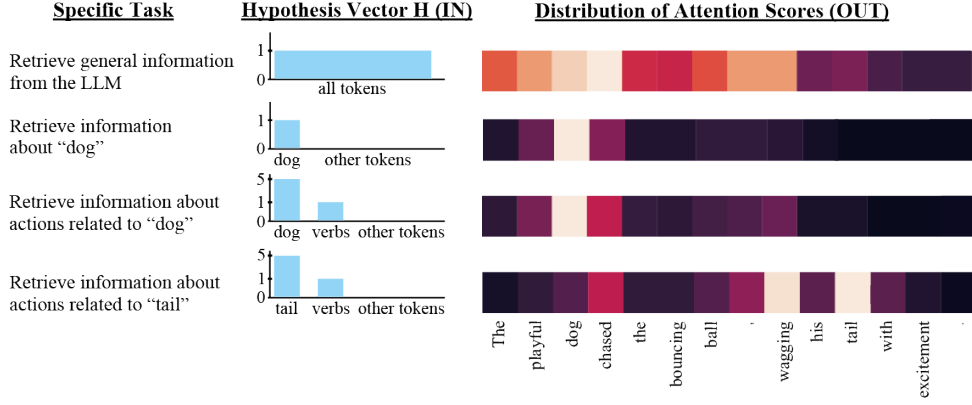 Specific Task
Hypothesis Vector H (IN)
Distribution of Attention Scores (OUT)
Retrieve general information
from the LLM
1
0
all tokens
Retrieve information
about “dog”
1
0
dog other tokens
Retrieve information about
actions related to “dog”
5
1
0
dog verbs other tokens
Retrieve information about
actions related to “tail”
5
1
0
tail verbs other tokens
The
playful
dog
chased
the
bouncing
ball
,
wagging
his
tail
with
excitement
.